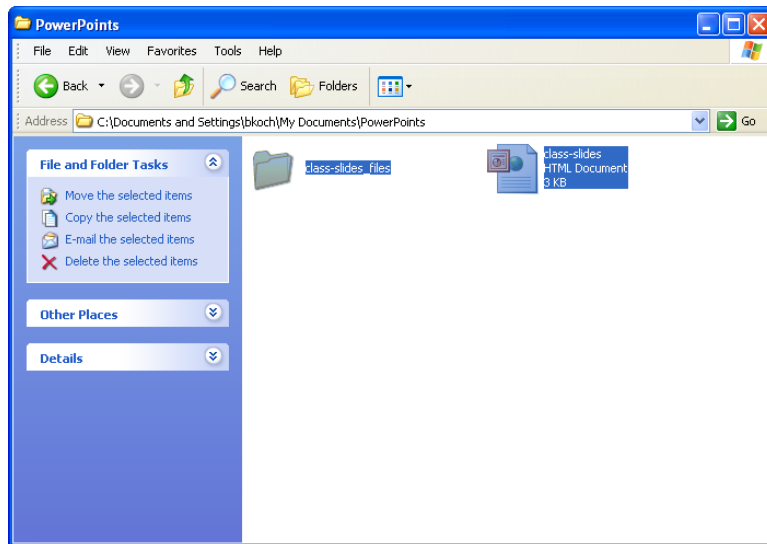 PowerPoints
File Edit View Favorites Tools Help
Back Search Folders
Address C:\Documents and Settings\bkoch\My Documents\PowerPoints Go
File and Folder Tasks
Move the selected items
Copy the selected items
E-mail the selected items
Delete the selected items
Other Places
Details
class-slides_files
class-slides
HTML Document
3 KB